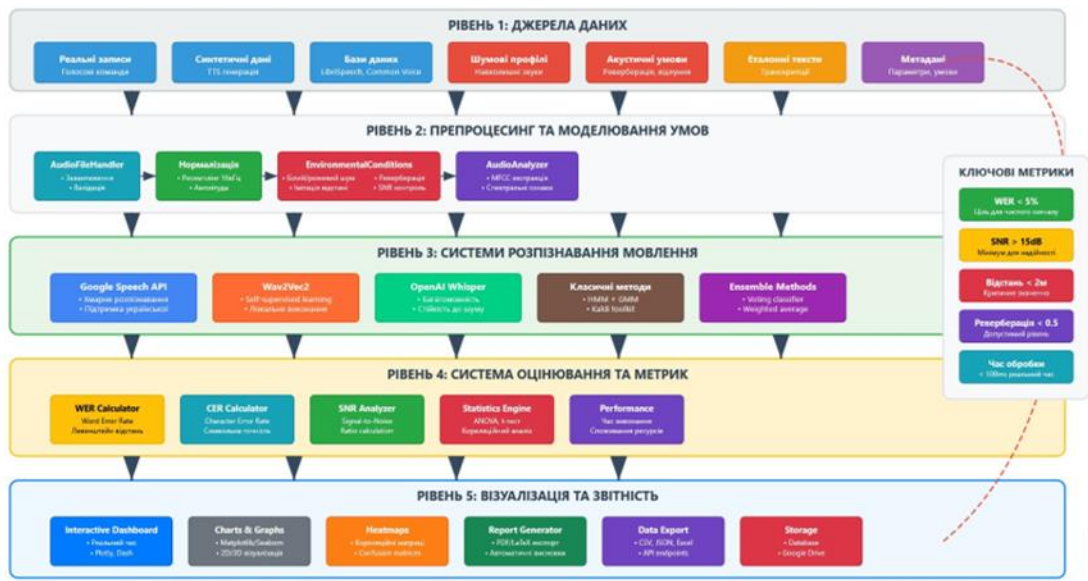 РІВЕНЬ 1: ДЖЕРЕЛА ДАНИХ
Реальні записи
Голосові команди
Синтетичні дані
TTS генерація
Бази даних
LibriSpeech, Common Voice
Шумові профілі
Навколишні звуки
Акустичні умови
Реверберація, відлуння
Еталонні тексти
Транскрипції
Метадані
Параметри, умови
РІВЕНЬ 2: ПРЕПРОЦЕСИНГ ТА МОДЕЛЮВАННЯ УМОВ
AudioFileHandler
• Завантаження
• Валідація
Нормалізація
• Ресемплінг 16кГц
• Амплітуда
EnvironmentalConditions
• Білий/рожевий шум
• Реверберація
• Імітація відстані
• SNR контроль
AudioAnalyzer
• MFCC екстракція
• Спектральні ознаки
РІВЕНЬ 3: СИСТЕМИ РОЗПІЗНАВАННЯ МОВЛЕННЯ
Google Speech API
• Хмарне розпізнавання
• Підтримка української
Wav2Vec2
• Self-supervised learning
• Локальне виконання
OpenAI Whisper
• Багатомовність
• Стійкість до шуму
Класичні методи
• HMM + GMM
• Kaldi toolkit
Ensemble Methods
• Voting classifier
• Weighted average
РІВЕНЬ 4: СИСТЕМА ОЦІНЮВАННЯ ТА МЕТРИК
WER Calculator
Word Error Rate
Левенштейн відстань
CER Calculator
Character Error Rate
Символьна точність
SNR Analyzer
Signal-to-Noise
Ratio calculation
Statistics Engine
ANOVA, t-тест
Кореляційний аналіз
Performance
Час виконання
Споживання ресурсів
РІВЕНЬ 5: ВІЗУАЛІЗАЦІЯ ТА ЗВІТНІСТЬ
Interactive Dashboard
• Реальний час
• Plotly, Dash
Charts & Graphs
• Matplotlib/Seaborn
• 2D/3D візуалізація
Heatmaps
• Кореляційні матриці
• Confusion matrices
Report Generator
• PDF/LaTeX експорт
• Автоматичні висновки
Data Export
• CSV, JSON, Excel
• API endpoints
Storage
• Database
• Google Drive
КЛЮЧОВІ МЕТРИКИ
WER < 5%
Ціль для чистого сигналу
SNR > 15dB
Мінімум для надійності
Відстань < 2м
Критичне значення
Реверберація < 0.5
Допустимий рівень
Час обробки
< 100ms реальний час